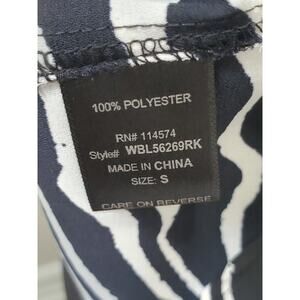 100% POLYESTER
RN# 114574
Style# WBL56269RK
MADE IN CHINA
SIZE: S
CARE ON REVERSE